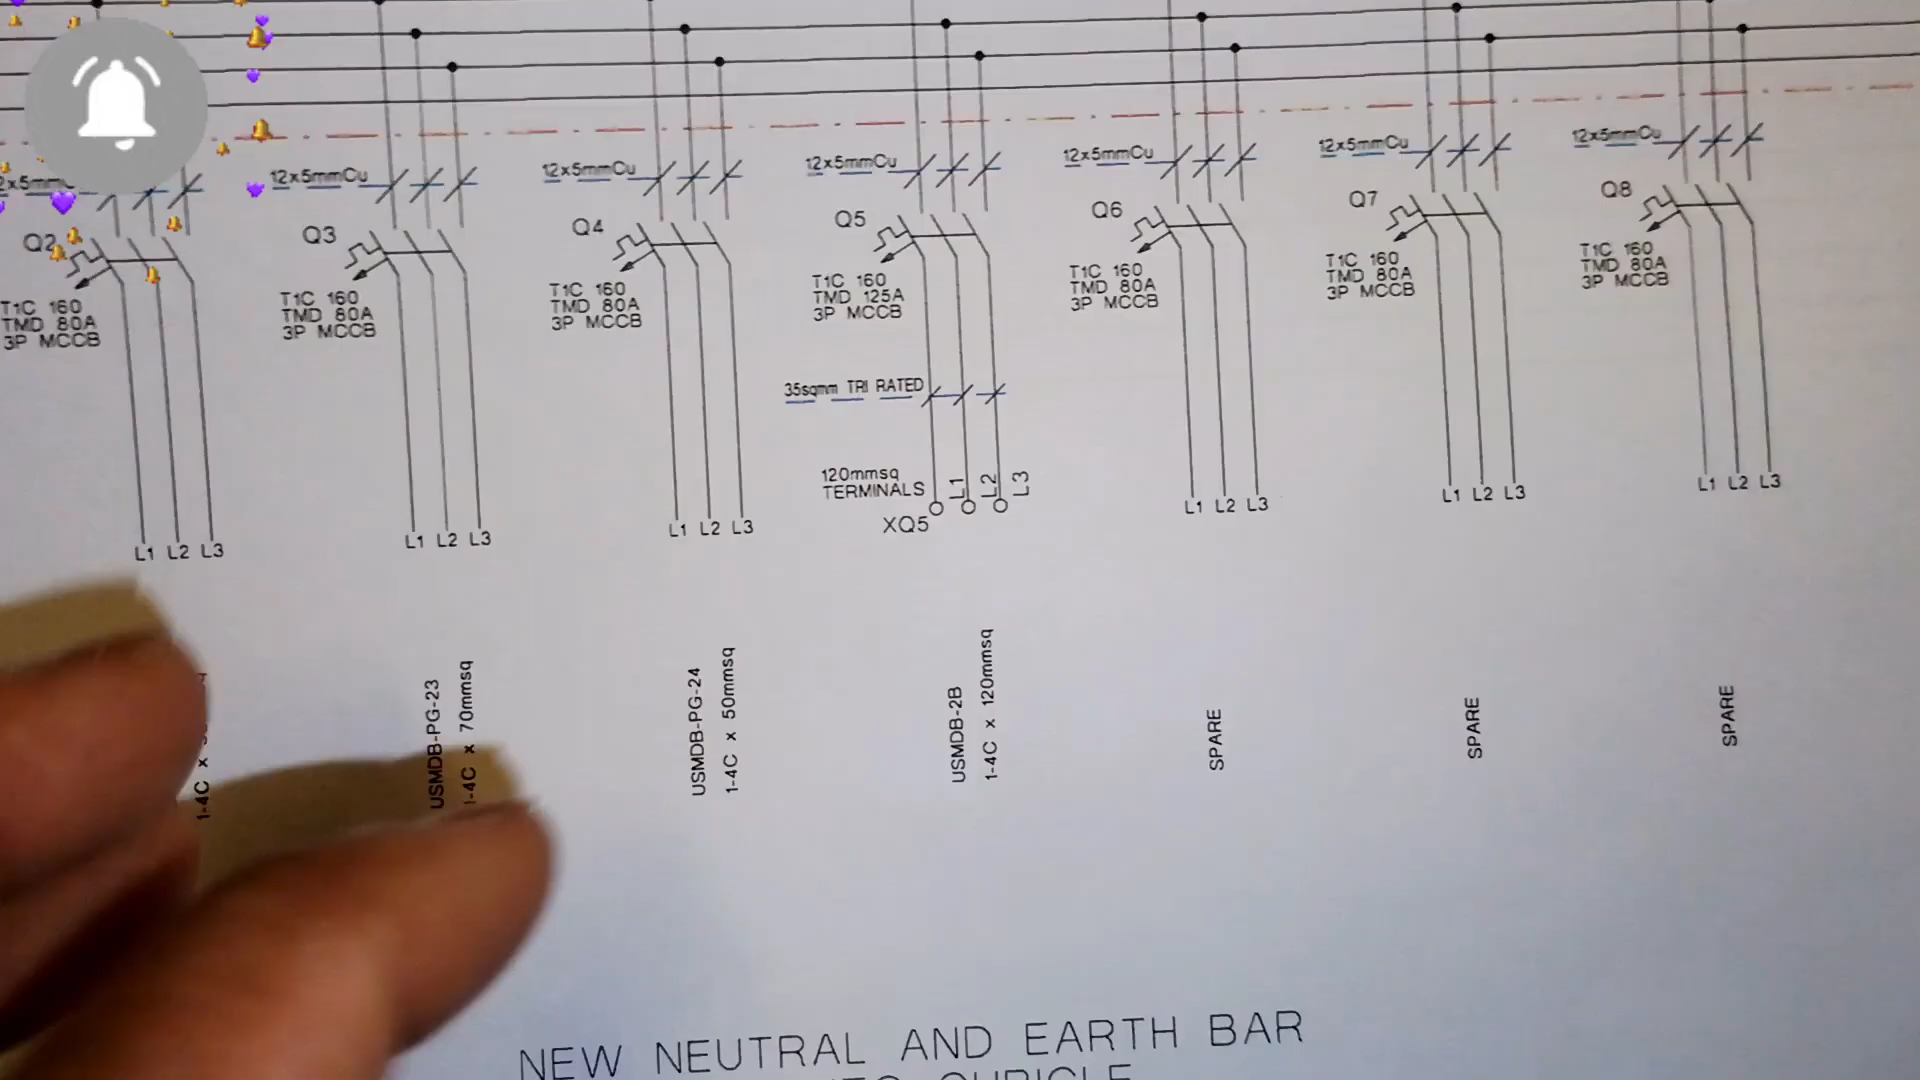 12x5mmCu
12x5mmCu
12x5mmCu
12x5mmCu
12x5mmCu
12x5mmCu
Q2
T1C 160
TMD 80A
3P MCCB
L1 L2 L3
1-4C x
Q3
T1C 160
TMD 80A
3P MCCB
L1 L2 L3
USMDB-PG-23
1-4C x 70mmsq
Q4
T1C 160
TMD 80A
3P MCCB
L1 L2 L3
USMDB-PG-24
1-4C x 50mmsq
Q5
T1C 160
TMD 125A
3P MCCB
35sqmm TRI RATED
120mmsq
TERMINALS
XQ5
L1 L2 L3
USMDB-2B
1-4C x 120mmsq
Q6
T1C 160
TMD 80A
3P MCCB
L1 L2 L3
SPARE
Q7
T1C 160
TMD 80A
3P MCCB
L1 L2 L3
SPARE
Q8
T1C 160
TMD 80A
3P MCCB
L1 L2 L3
SPARE
NEW NEUTRAL AND EARTH BAR